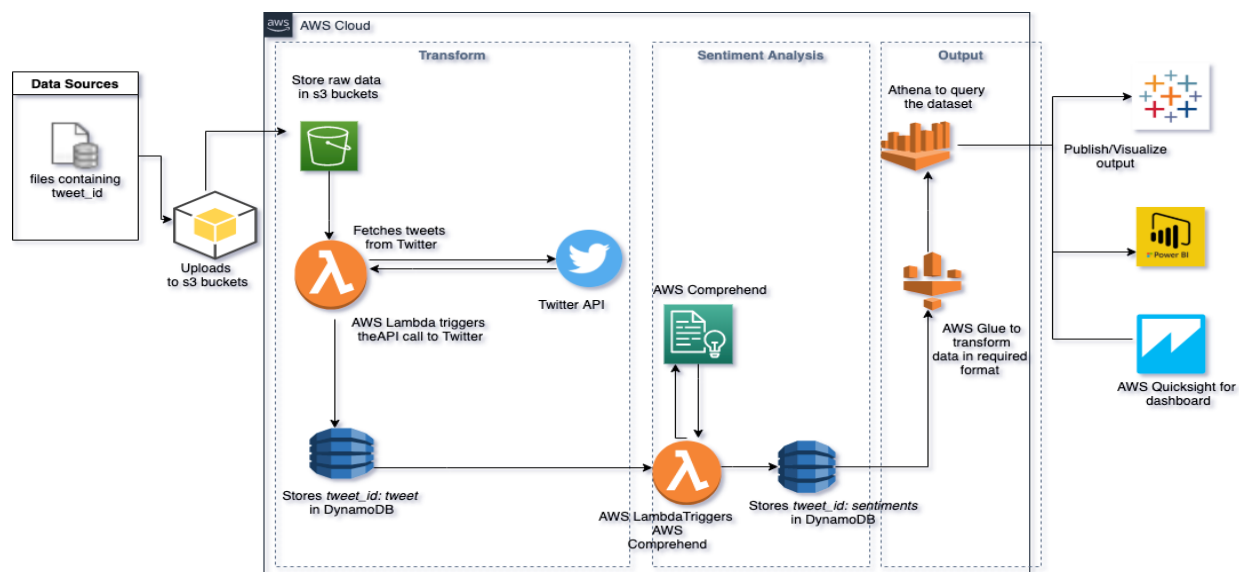 aws
AWS Cloud
Transform
Sentiment Analysis
Output
Data Sources
files containing
tweet_id
Uploads
to s3 buckets
Store raw data
in s3 buckets
Fetches tweets
from Twitter
Twitter API
AWS Lambda triggers
theAPI call to Twitter
Stores tweet_id: tweet
in DynamoDB
AWS Comprehend
AWS LambdaTriggers
AWS
Comprehend
Stores tweet_id: sentiments
in DynamoDB
Athena to query
the dataset
AWS Glue to
transform
data in required
format
Publish/Visualize
output
Power BI
AWS Quicksight for
dashboard